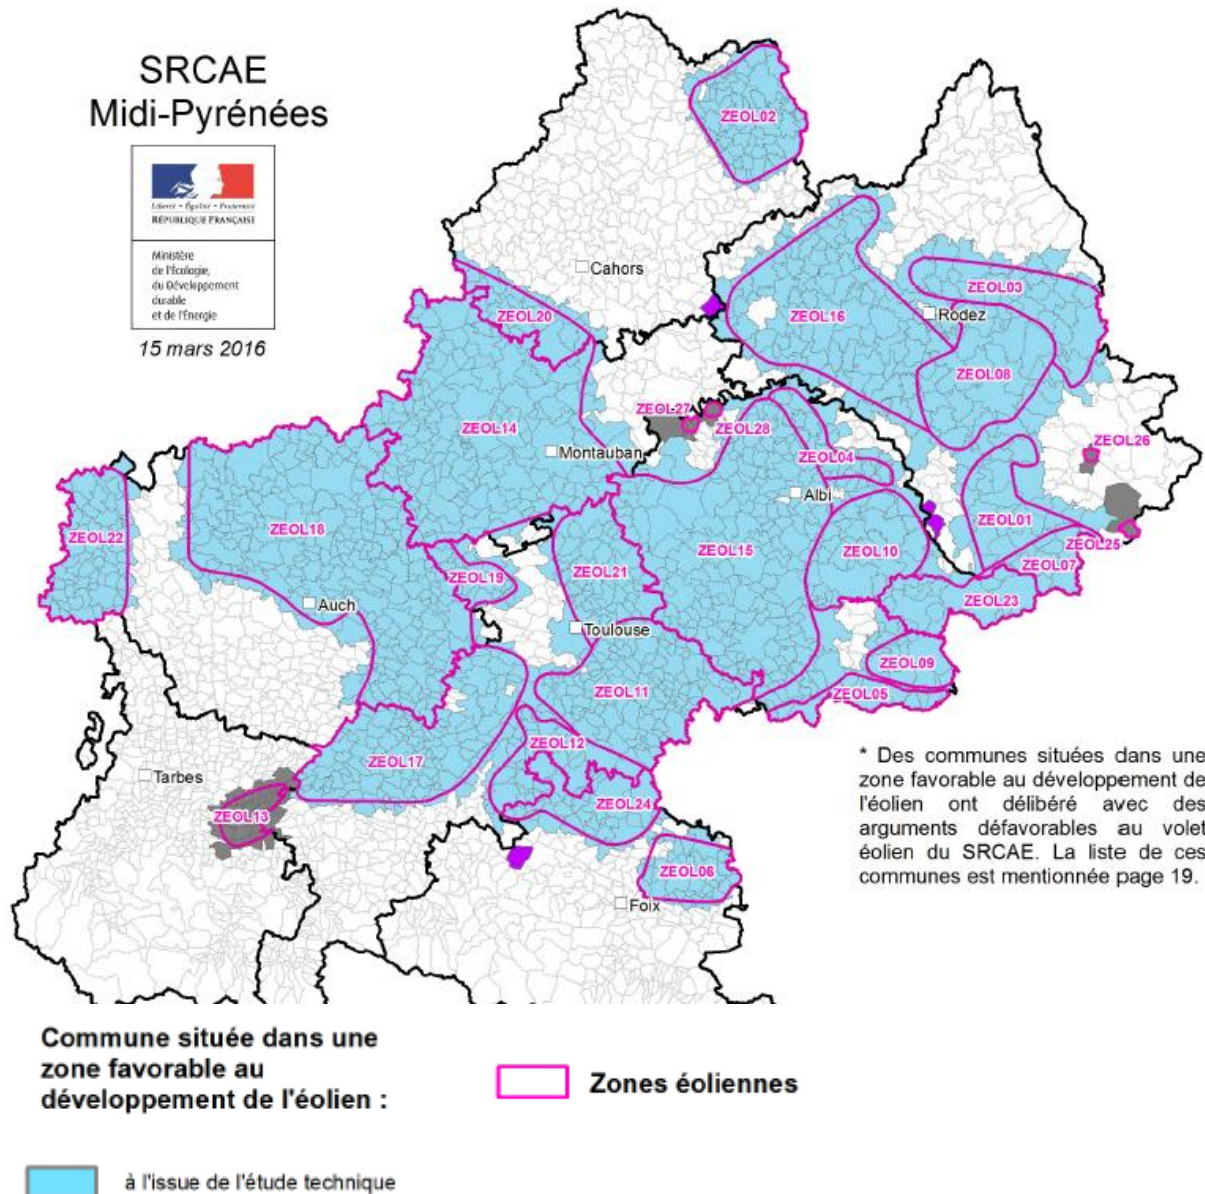 SRCAE
Midi-Pyrénées
Liberté • Égalité • Fraternité
RÉPUBLIQUE FRANÇAISE
Ministère
de l'Écologie,
du Développement
durable
et de l'Énergie
15 mars 2016
ZEOL02
Cahors
ZEOL03
ZEOL20
ZEOL16
Rodez
ZEOL08
ZEOL27
ZEOL14
ZEOL28
ZEOL26
Montauban
ZEOL04
Albi
ZEOL01
ZEOL18
ZEOL22
ZEOL15
ZEOL10
ZEOL25
ZEOL07
ZEOL19
ZEOL21
ZEOL23
Auch
Toulouse
ZEOL09
ZEOL11
ZEOL05
ZEOL12
ZEOL17
Tarbes
ZEOL24
ZEOL13
ZEOL06
Foix
* Des communes situées dans une
zone favorable au développement de
l'éolien ont délibéré avec des
arguments défavorables au volet
éolien du SRCAE. La liste de ces
communes est mentionnée page 19.
Commune située dans une
zone favorable au
développement de l'éolien :
Zones éoliennes
à l'issue de l'étude technique